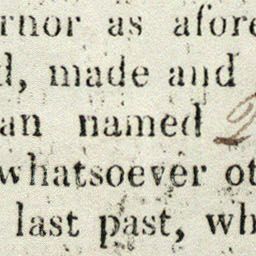 rnor as afore
d, made and
an named
whatsoever ot
last past, wh